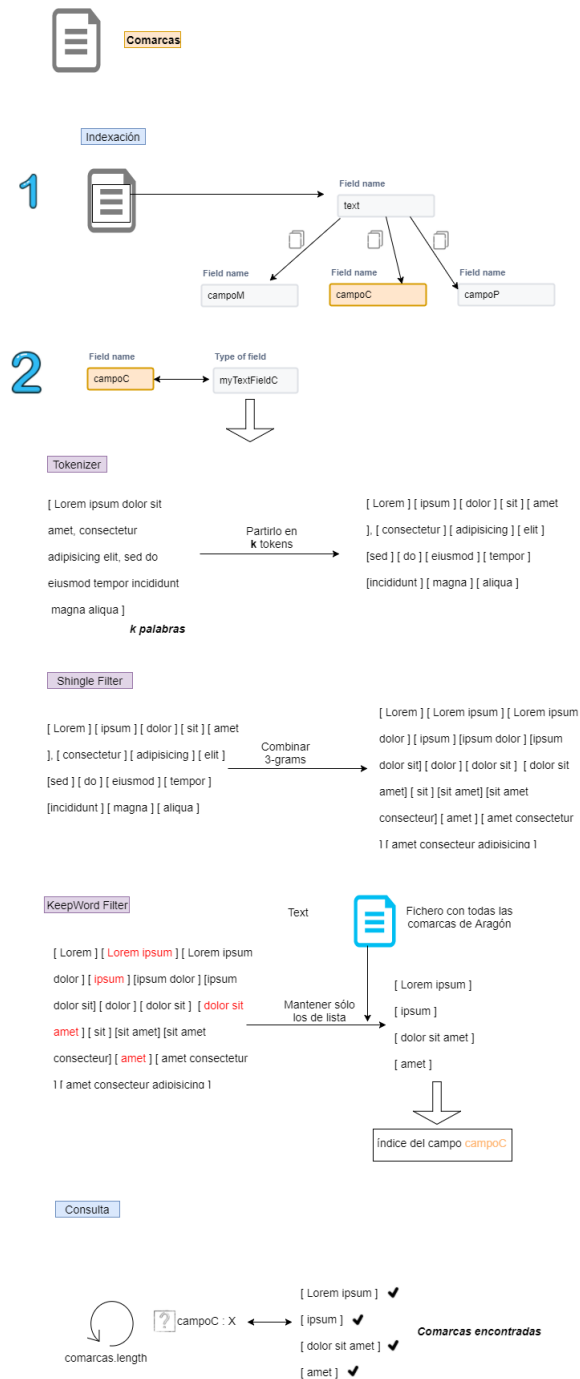 Comarcas
Indexación
1
Field name
text
Field name
campoM
Field name
campoC
Field name
campoP
2
Field name
campoC
Type of field
myTextFieldC
Tokenizer
[ Lorem ipsum dolor sit
amet, consectetur
adipisicing elit, sed do
eiusmod tempor incididunt
magna aliqua ]
k palabras
Partirlo en
k tokens
[ Lorem ] [ ipsum ] [ dolor ] [ sit ] [ amet
], [ consectetur ] [ adipisicing ] [ elit ]
[sed ] [ do ] [ eiusmod ] [ tempor ]
[incididunt ] [ magna ] [ aliqua ]
Shingle Filter
[ Lorem ] [ ipsum ] [ dolor ] [ sit ] [ amet
], [ consectetur ] [ adipisicing ] [ elit ]
[sed ] [ do ] [ eiusmod ] [ tempor ]
[incididunt ] [ magna ] [ aliqua ]
Combinar
3-grams
[ Lorem ] [ Lorem ipsum ] [ Lorem ipsum
dolor ] [ ipsum ] [ipsum dolor ] [ipsum
dolor sit] [ dolor ] [ dolor sit ] [ dolor sit
amet] [ sit ] [sit amet] [sit amet
consecteur] [ amet ] [ amet consectetur
] [ amet consecteur adipisicing ]
KeepWord Filter
Text
Fichero con todas las
comarcas de Aragón
[ Lorem ] [ Lorem ipsum ] [ Lorem ipsum
dolor ] [ ipsum ] [ipsum dolor ] [ipsum
dolor sit] [ dolor ] [ dolor sit ] [ dolor sit
amet ] [ sit ] [sit amet] [sit amet
consecteur] [ amet ] [ amet consectetur
] [ amet consecteur adipisicing ]
Mantener sólo
los de lista
[ Lorem ipsum ]
[ ipsum ]
[ dolor sit amet ]
[ amet ]
índice del campo campoC
Consulta
comarcas.length
? campoC : X
[ Lorem ipsum ] ✔
[ ipsum ] ✔
[ dolor sit amet ] ✔
[ amet ] ✔
Comarcas encontradas